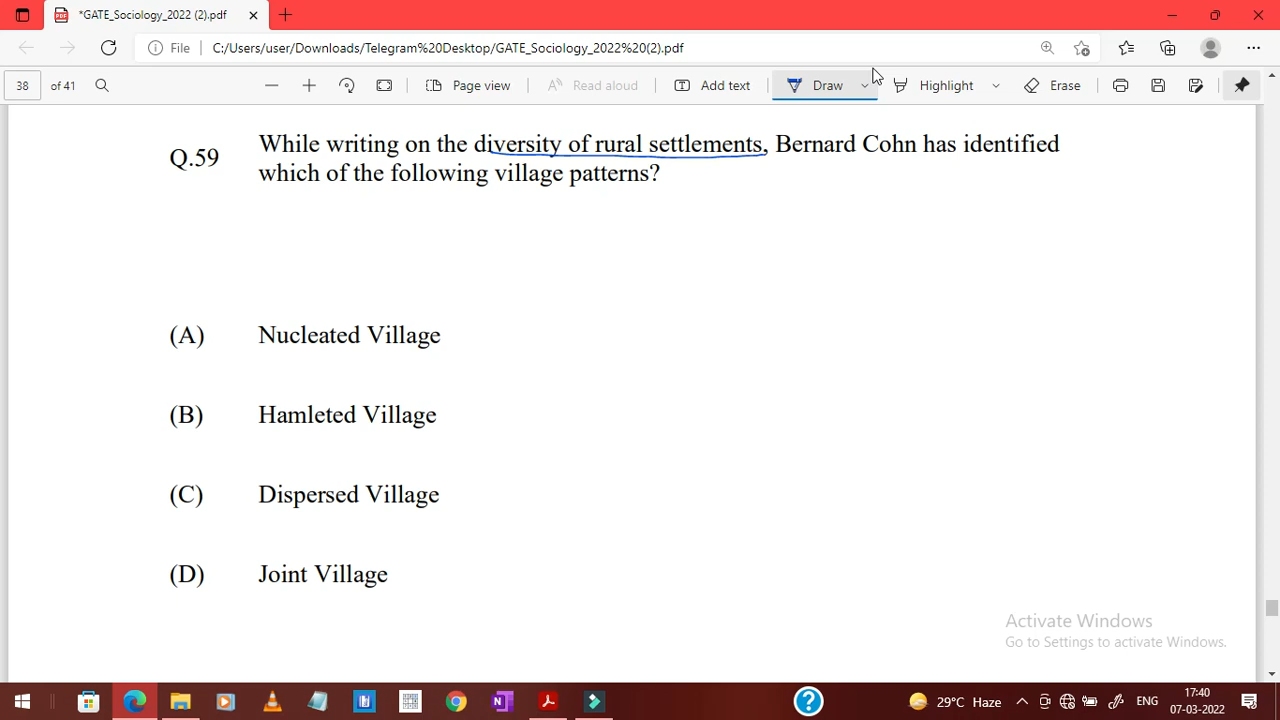 *GATE_Sociology_2022 (2).pdf
File C:/Users/user/Downloads/Telegram%20Desktop/GATE_Sociology_2022%20(2).pdf
38 of 41 Page view Read aloud Add text Draw Highlight Erase
Q.59 While writing on the diversity of rural settlements, Bernard Cohn has identified
which of the following village patterns?
(A) Nucleated Village
(B) Hamleted Village
(C) Dispersed Village
(D) Joint Village
Activate Windows
Go to Settings to activate Windows.
29°C Haze ENG 17:40
07-03-2022